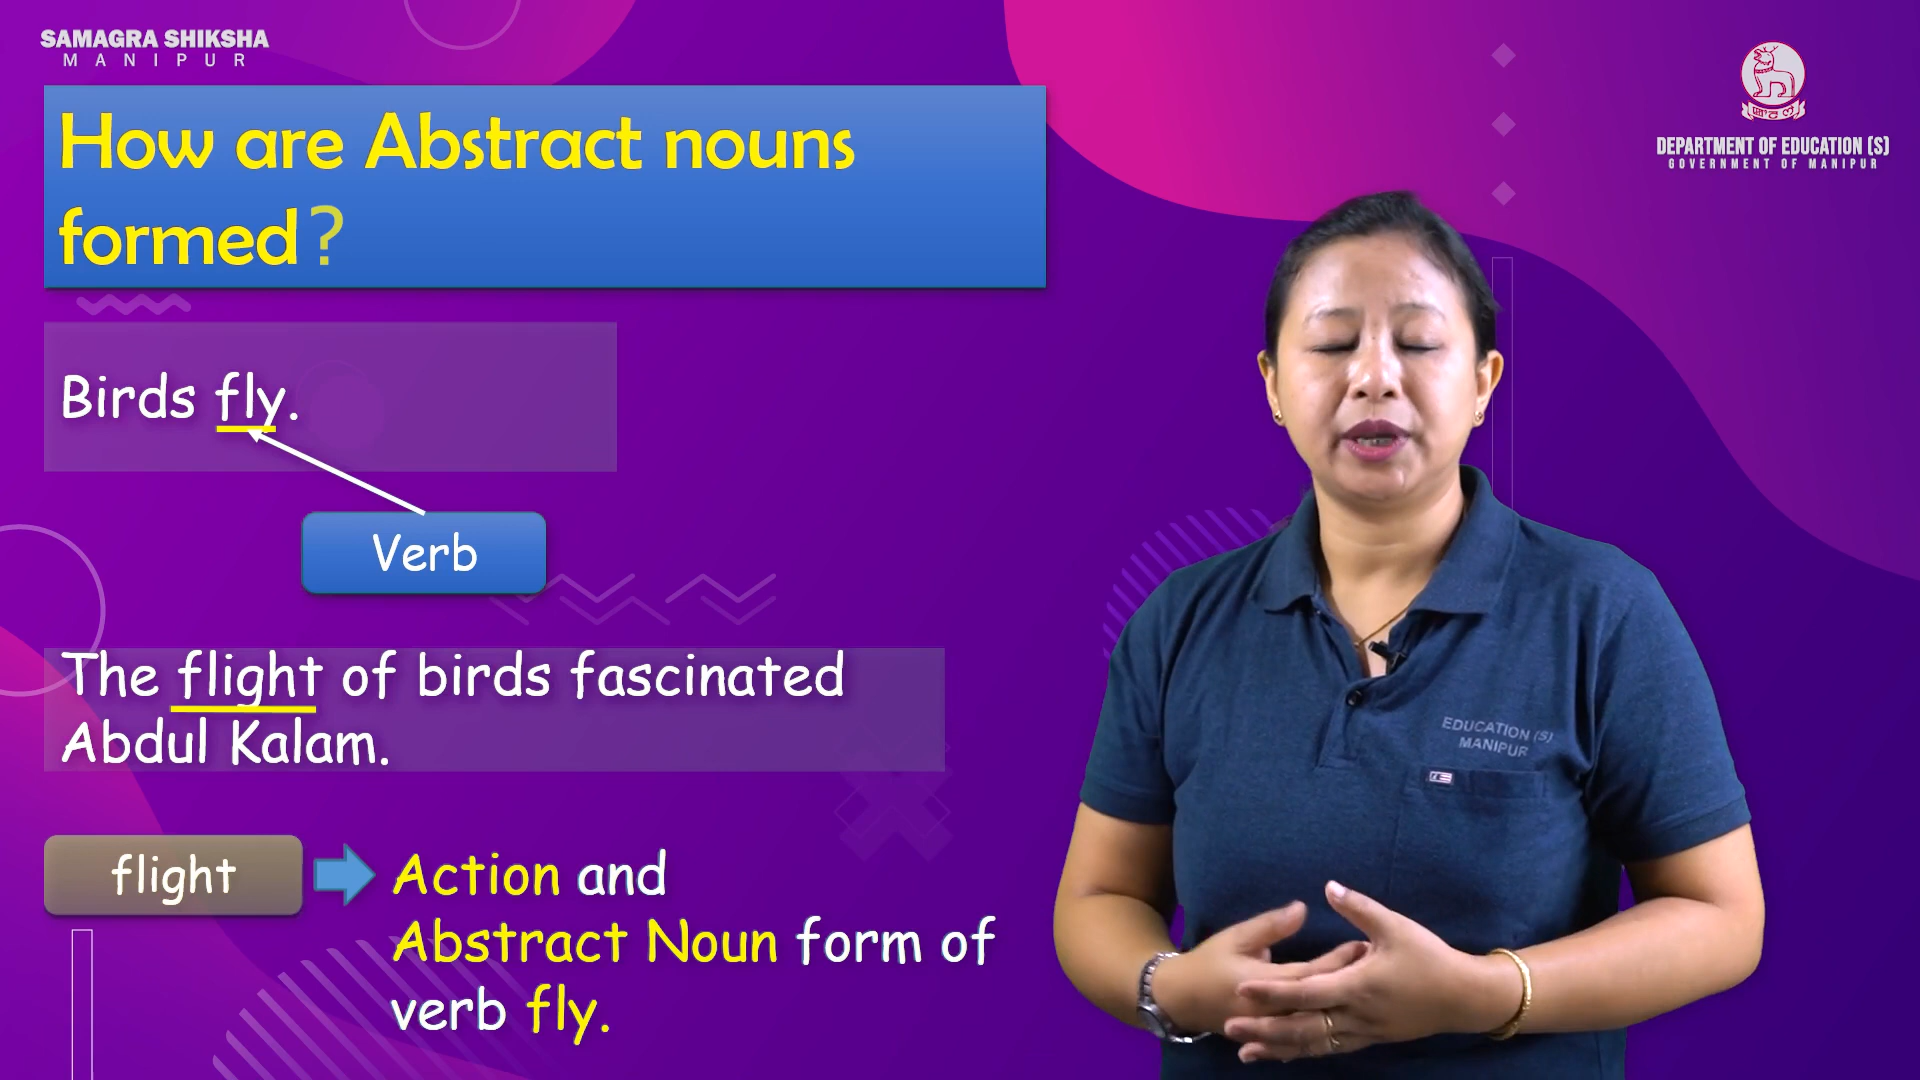 SAMAGRA SHIKSHA
MANIPUR
DEPARTMENT OF EDUCATION (S)
GOVERNMENT OF MANIPUR
How are Abstract nouns
formed?
Birds fly.
Verb
The flight of birds fascinated
Abdul Kalam.
flight
Action and
Abstract Noun form of
verb fly.
EDUCATION (S)
MANIPUR